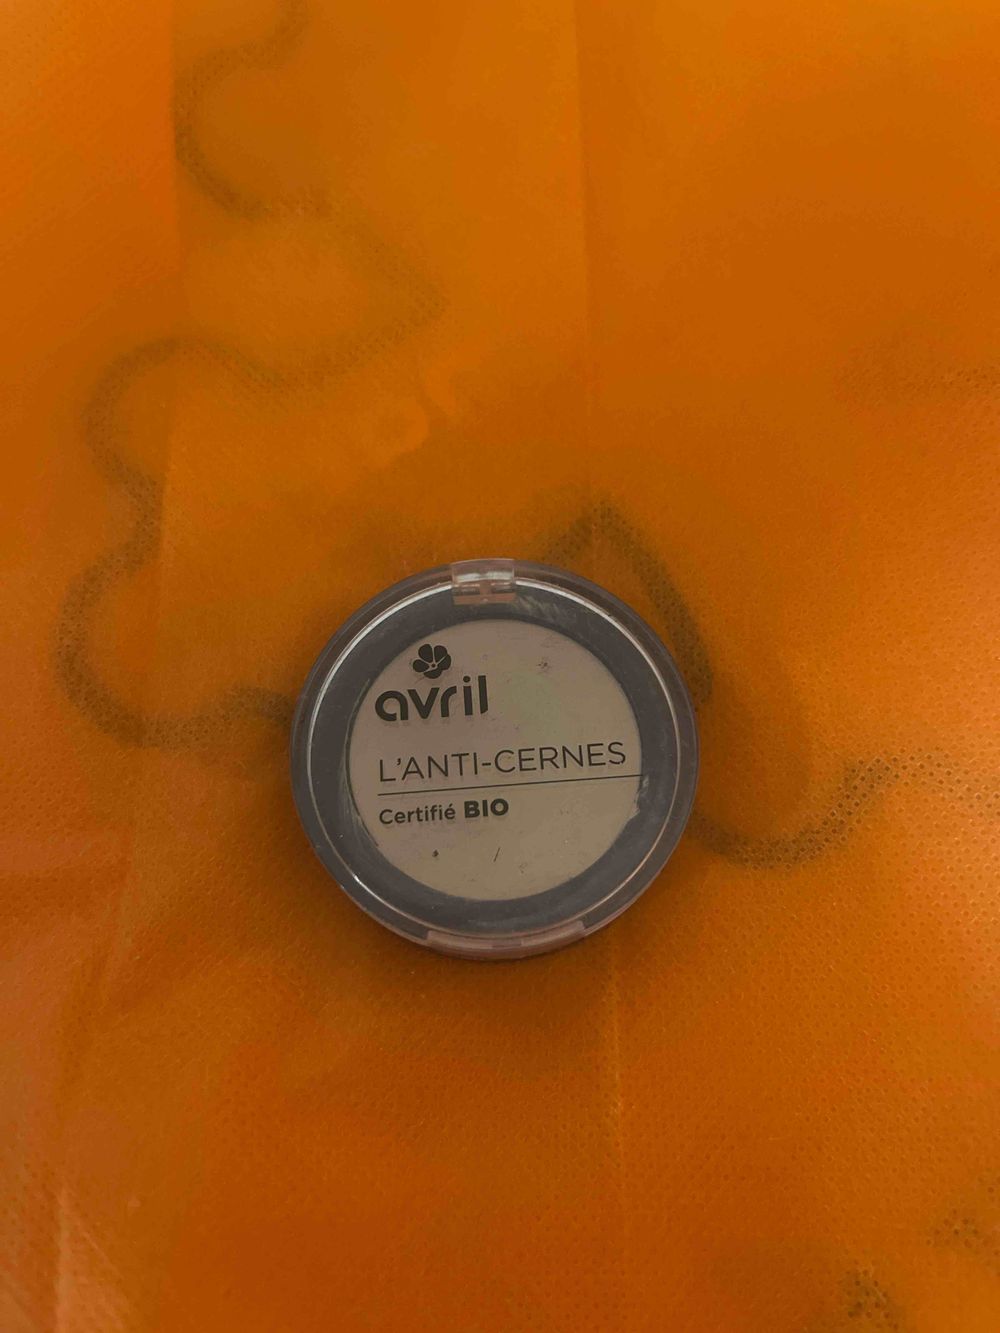 avril
L'ANTI-CERNES
Certifié BIO